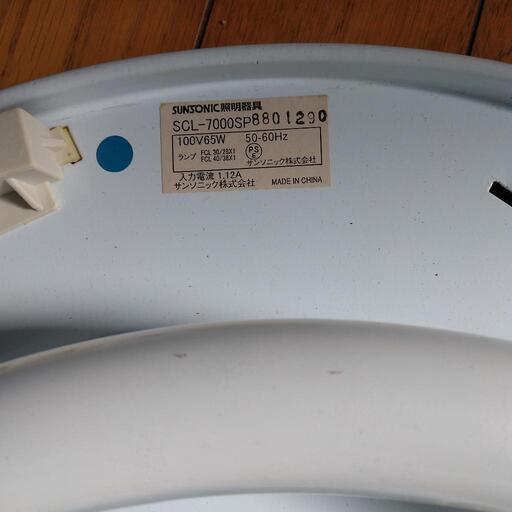 SUNSONIC照明器具
SCL-7000SP8801290
100V65W 50-60Hz
ランプ FCL 30/28X1
FCL 40/38X1
PS
E
サンソニック株式会社
入力電流 1.12A
サンソニック株式会社 MADE IN CHINA